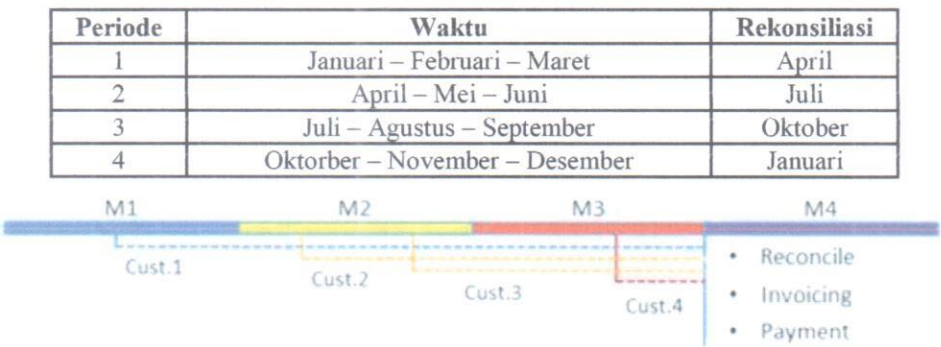 Periode Waktu Rekonsiliasi
1 Januari – Februari – Maret April
2 April – Mei – Juni Juli
3 Juli – Agustus – September Oktober
4 Oktorber – November – Desember Januari
M1 M2 M3 M4
Cust.1
Cust.2
Cust.3
Cust.4
• Reconcile
• Invoicing
• Payment